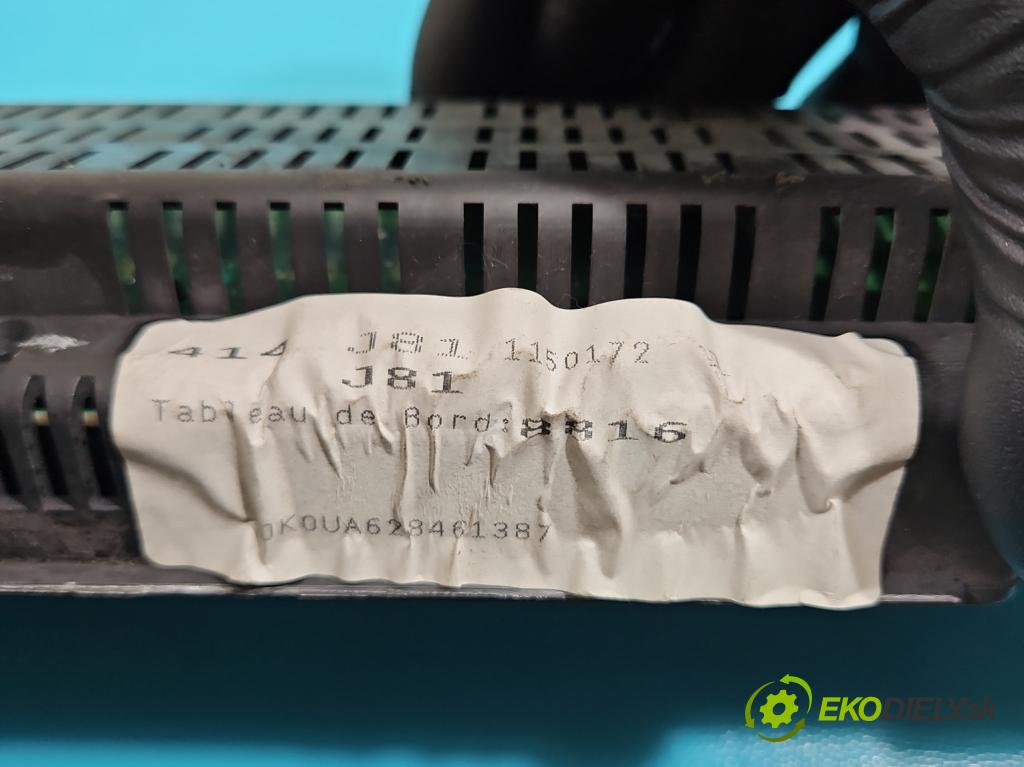 414 J81 1150172
J81
Tableau de Bord:8816
0K0UA628461387
EKODIELY.sk